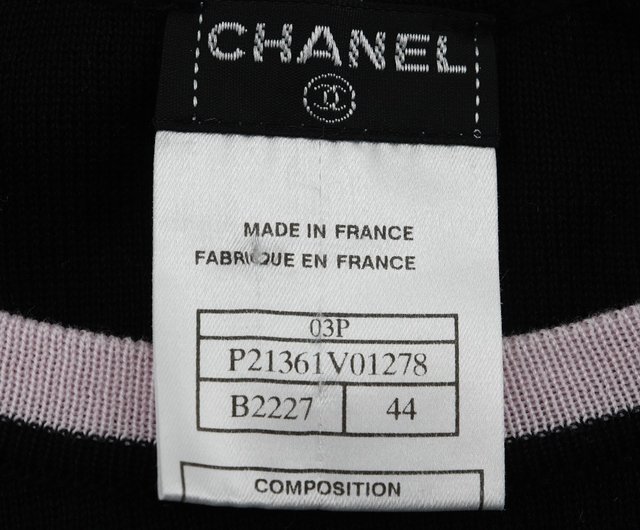 CHANEL
MADE IN FRANCE
FABRIQUE EN FRANCE
03P
P21361V01278
B2227 44
COMPOSITION